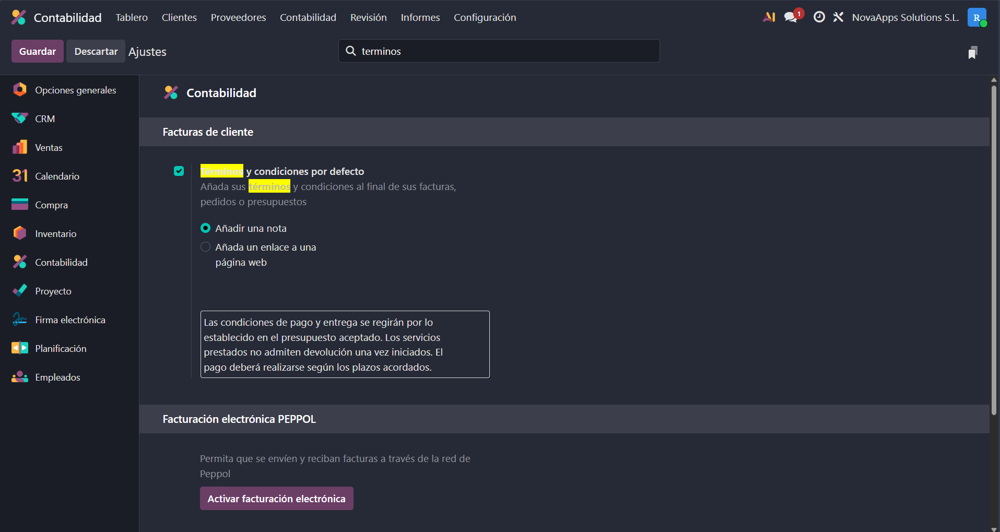 Contabilidad Tablero Clientes Proveedores Contabilidad Revisión Informes Configuración AI 1 NovaApps Solutions S.L. R
Guardar Descartar Ajustes terminos
Opciones generales
CRM
Ventas
31 Calendario
Compra
Inventario
Contabilidad
Proyecto
Firma electrónica
Planificación
Empleados
Contabilidad
Facturas de cliente
Términos y condiciones por defecto
Añada sus términos y condiciones al final de sus facturas,
pedidos o presupuestos
Añadir una nota
Añada un enlace a una
página web
Las condiciones de pago y entrega se regirán por lo
establecido en el presupuesto aceptado. Los servicios
prestados no admiten devolución una vez iniciados. El
pago deberá realizarse según los plazos acordados.
Facturación electrónica PEPPOL
Permita que se envíen y reciban facturas a través de la red de
Peppol
Activar facturación electrónica